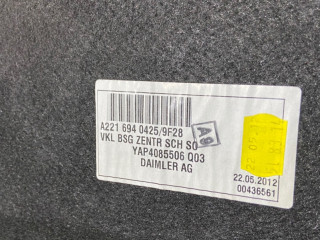 A221 694 0425/9F28
VKL BSG ZENTR SCH SO
YAP4085506 Q03
DAIMLER AG
A9
22.05.2012
00436561